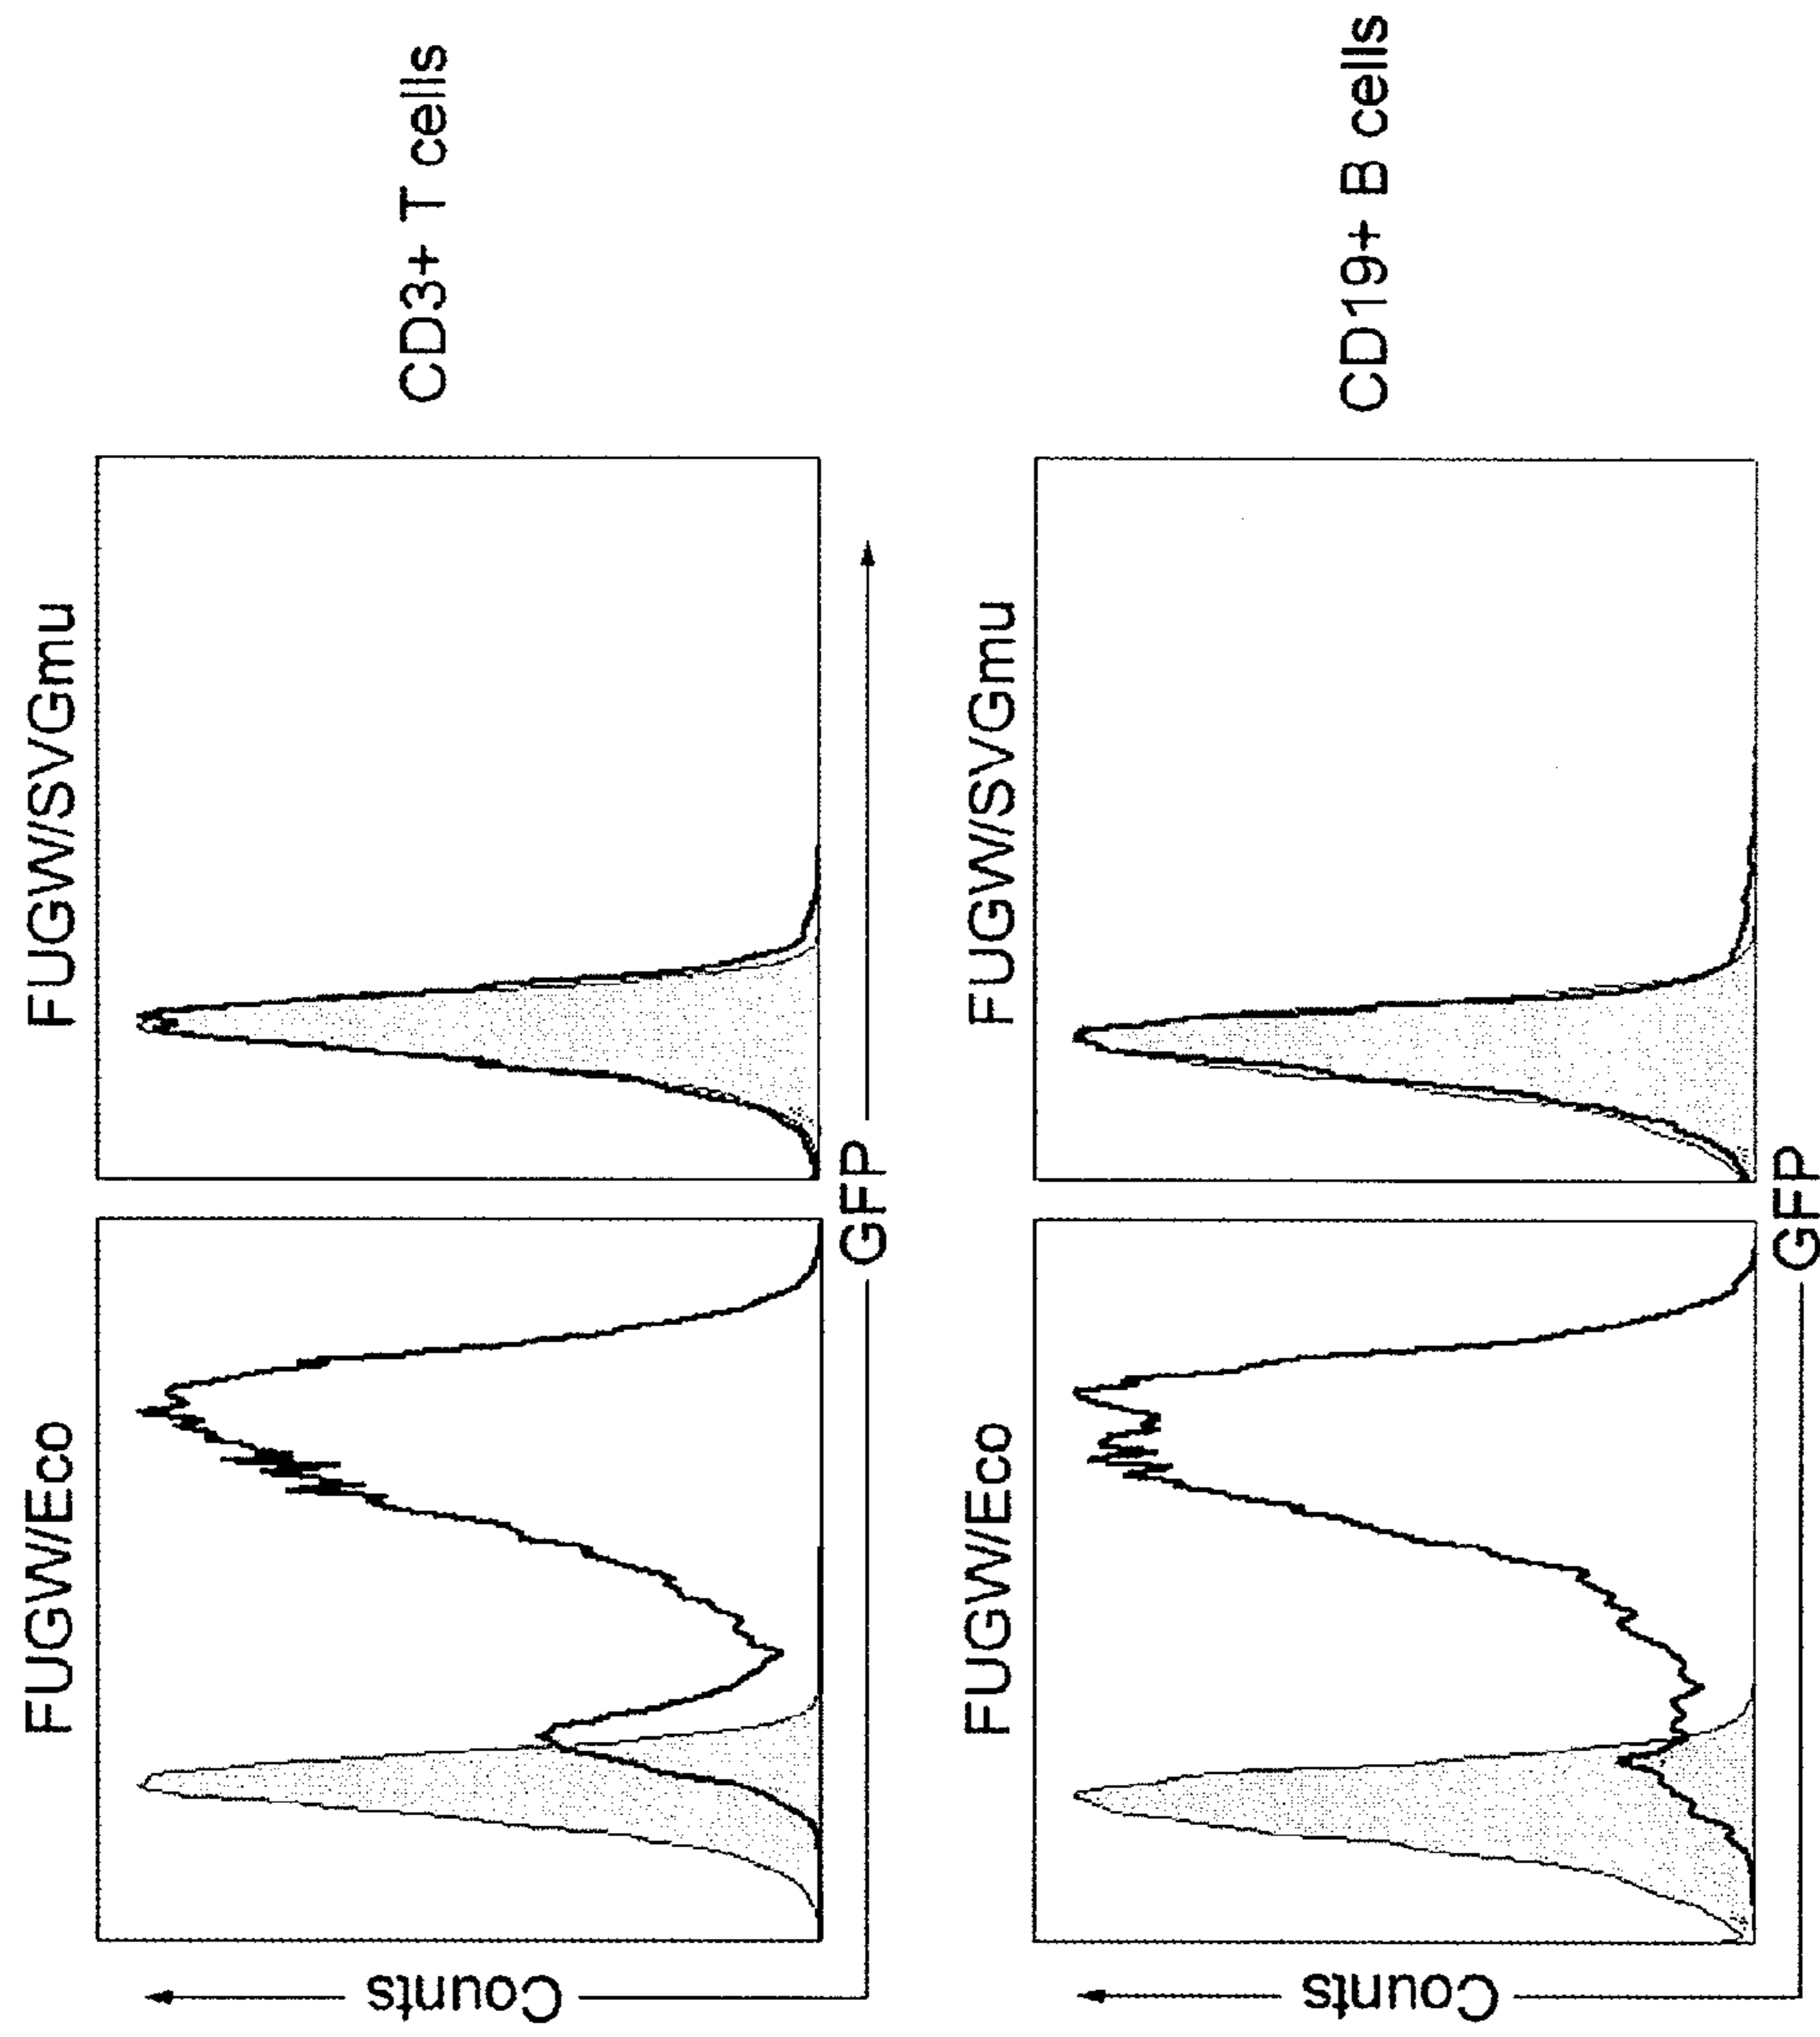 FUGW/Eco
FUGW/SVGmu
CD3+ T cells
Counts
GFP
FUGW/Eco
FUGW/SVGmu
CD19+ B cells
Counts
GFP